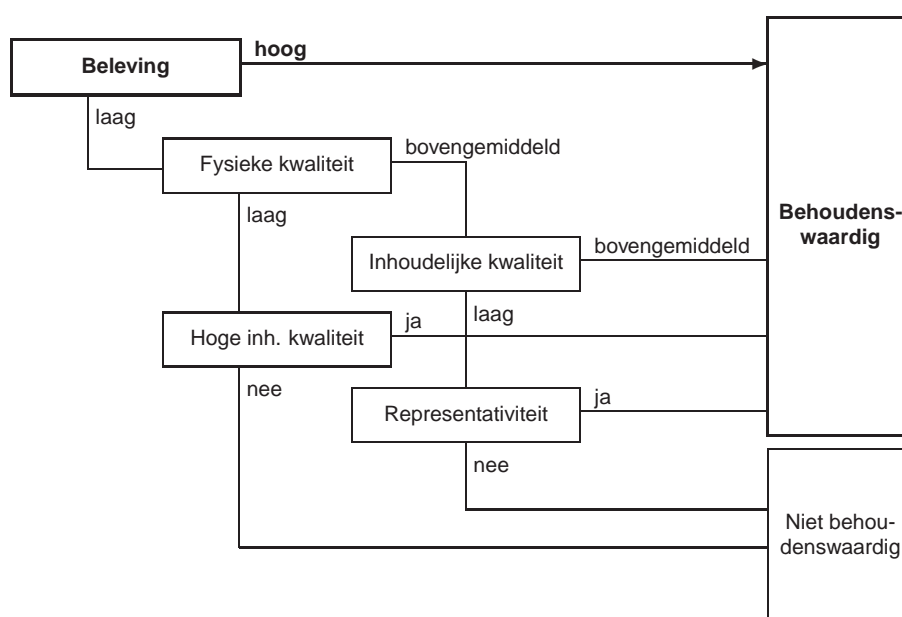 hoog
Beleving
laag
bovengemiddeld
Fysieke kwaliteit
laag
Behoudens-
waardig
bovengemiddeld
Inhoudelijke kwaliteit
laag
ja
Hoge inh. kwaliteit
nee
ja
Representativiteit
nee
Niet behou-
denswaardig